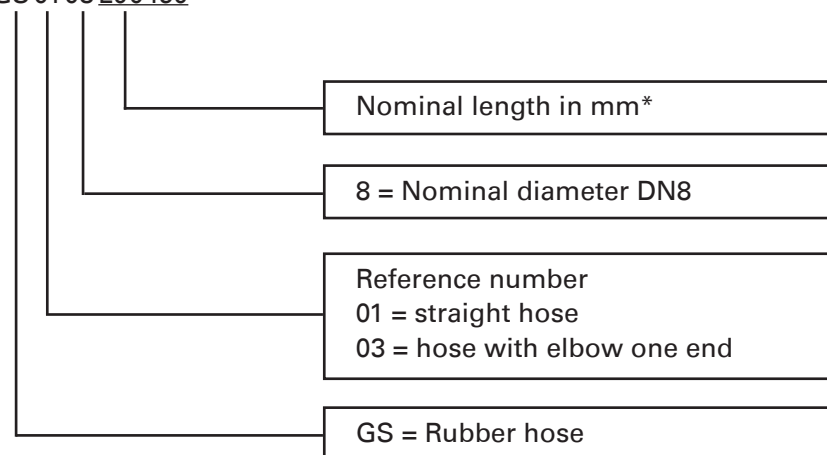 Nominal length in mm*
8 = Nominal diameter DN8
Reference number
01 = straight hose
03 = hose with elbow one end
GS = Rubber hose